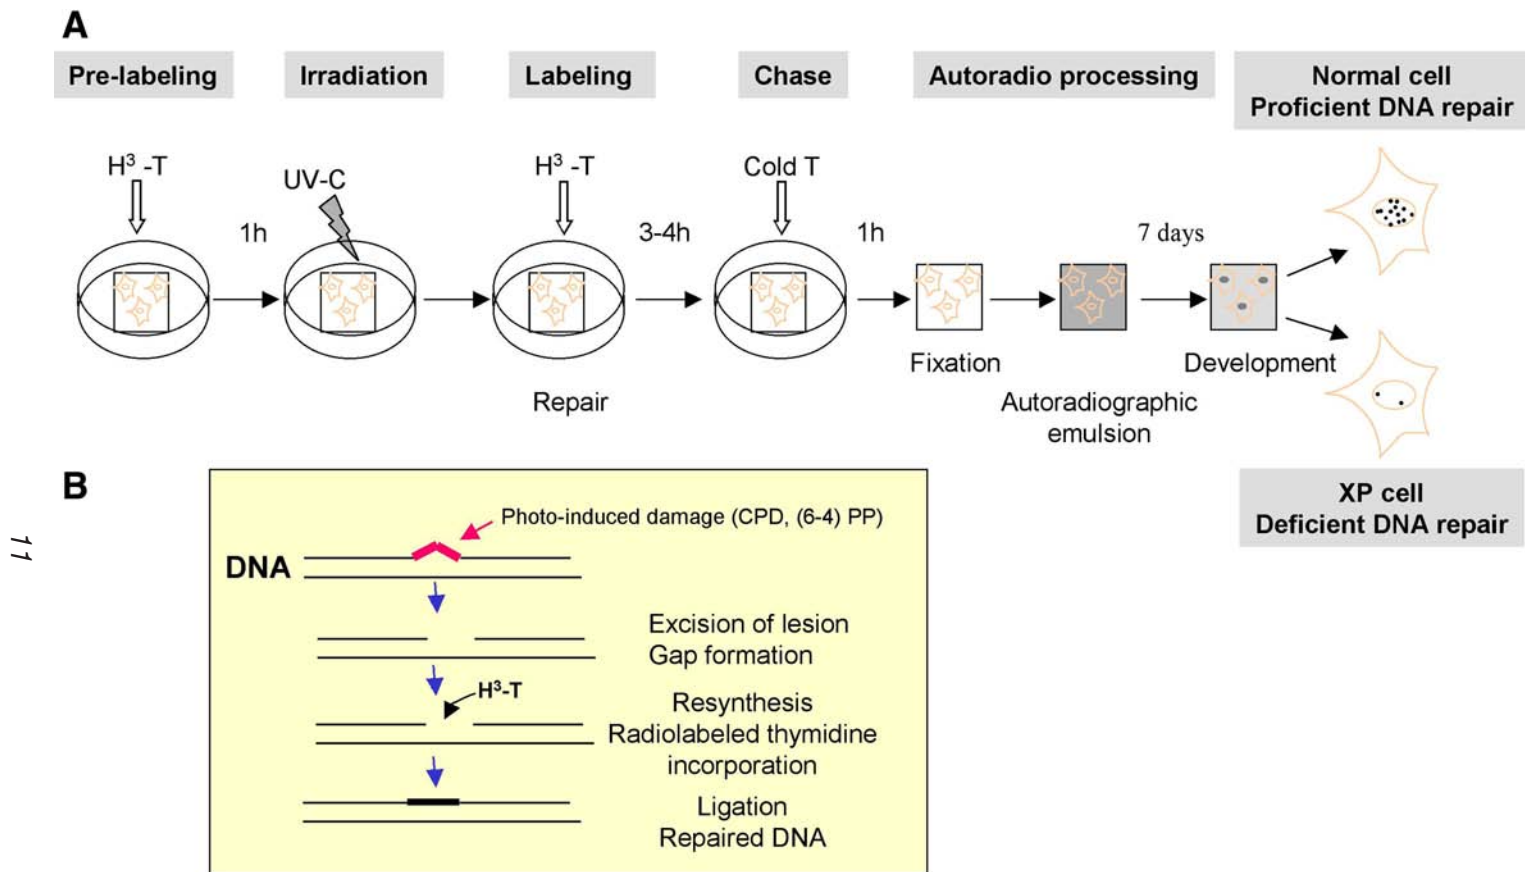 A
Pre-labeling
Irradiation
Labeling
Chase
Autoradio processing
Normal cell
Proficient DNA repair
H³ -T
UV-C
H³ -T
Cold T
1h
3-4h
1h
7 days
Fixation
Development
Repair
Autoradiographic
emulsion
XP cell
Deficient DNA repair
B
Photo-induced damage (CPD, (6-4) PP)
DNA
Excision of lesion
Gap formation
H³-T
Resynthesis
Radiolabeled thymidine
incorporation
Ligation
Repaired DNA
11